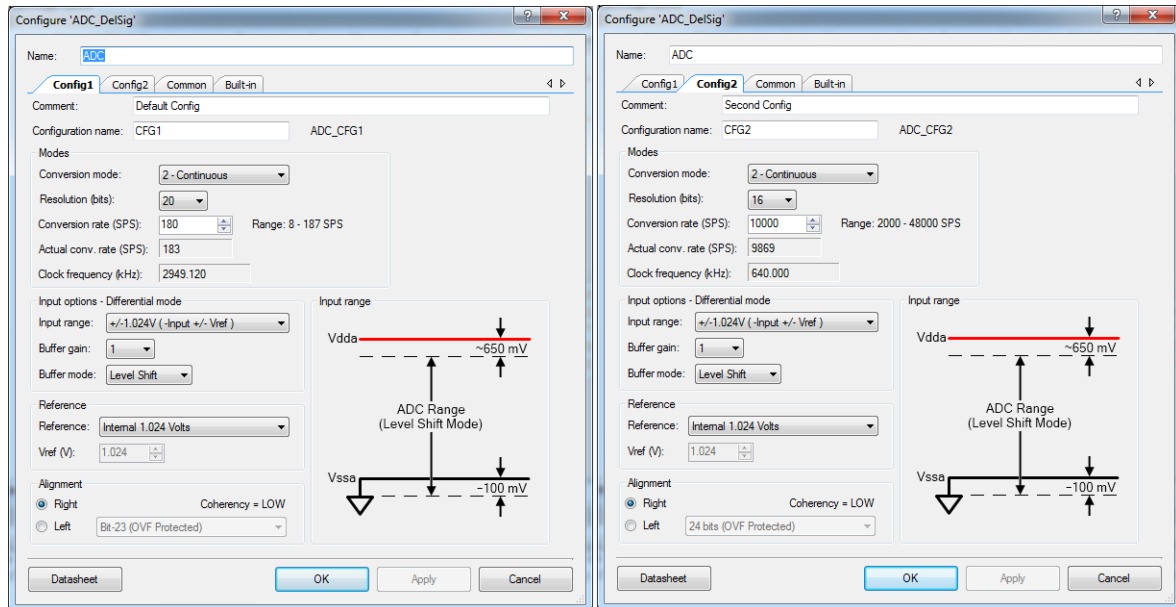 Configure 'ADC_DelSig'
Name: ADC
Config1 Config2 Common Built-in
Comment: Default Config
Configuration name: CFG1 ADC_CFG1
Modes
Conversion mode: 2 - Continuous
Resolution (bits): 20
Conversion rate (SPS): 180 Range: 8 - 187 SPS
Actual conv. rate (SPS): 183
Clock frequency (kHz): 2949.120
Input options - Differential mode
Input range: +/-1.024V ( -Input +/- Vref )
Buffer gain: 1
Buffer mode: Level Shift
Reference
Reference: Internal 1.024 Volts
Vref (V): 1.024
Alignment
Right Coherency = LOW
Left Bit-23 (OVF Protected)
Input range
Vdda
~650 mV
ADC Range
(Level Shift Mode)
Vssa
~100 mV
Datasheet OK Apply Cancel
Configure 'ADC_DelSig'
Name: ADC
Config1 Config2 Common Built-in
Comment: Second Config
Configuration name: CFG2 ADC_CFG2
Modes
Conversion mode: 2 - Continuous
Resolution (bits): 16
Conversion rate (SPS): 10000 Range: 2000 - 48000 SPS
Actual conv. rate (SPS): 9869
Clock frequency (kHz): 640.000
Input options - Differential mode
Input range: +/-1.024V ( -Input +/- Vref )
Buffer gain: 1
Buffer mode: Level Shift
Reference
Reference: Internal 1.024 Volts
Vref (V): 1.024
Alignment
Right Coherency = LOW
Left 24 bits (OVF Protected)
Input range
Vdda
~650 mV
ADC Range
(Level Shift Mode)
Vssa
~100 mV
Datasheet OK Apply Cancel